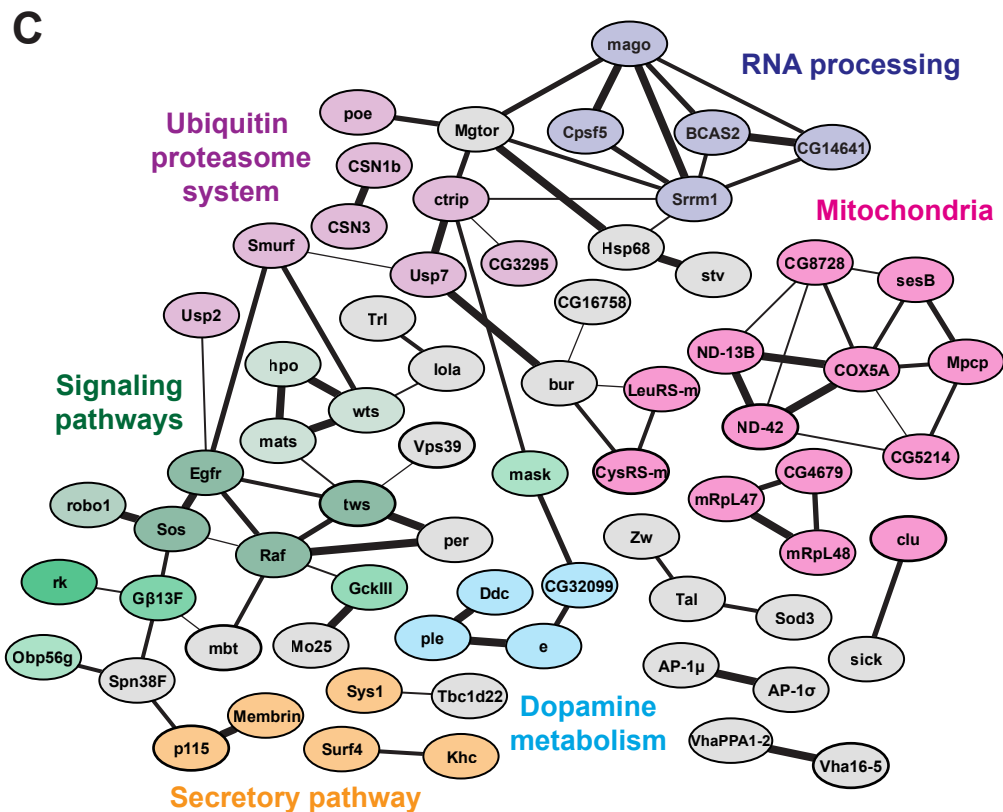 C
mago
RNA processing
poe
Mgtor
Cpsf5
BCAS2
CG14641
Ubiquitin
proteasome
system
CSN1b
CSN3
ctrip
Srrm1
Mitochondria
Smurf
Usp7
CG3295
Hsp68
stv
CG8728
sesB
Usp2
Trl
CG16758
ND-13B
COX5A
Mpcp
hpo
lola
bur
LeuRS-m
Signaling
pathways
wts
mats
Vps39
ND-42
CG5214
Egfr
mask
CysRS-m
CG4679
robo1
tws
mRpL47
Sos
per
Zw
clu
Raf
mRpL48
rk
Gβ13F
GckIII
Ddc
CG32099
Tal
Sod3
mbt
Mo25
ple
e
Obp56g
Spn38F
AP-1μ
sick
Sys1
Tbc1d22
AP-1σ
Membrin
Dopamine
metabolism
p115
Surf4
Khc
VhaPPA1-2
Vha16-5
Secretory pathway